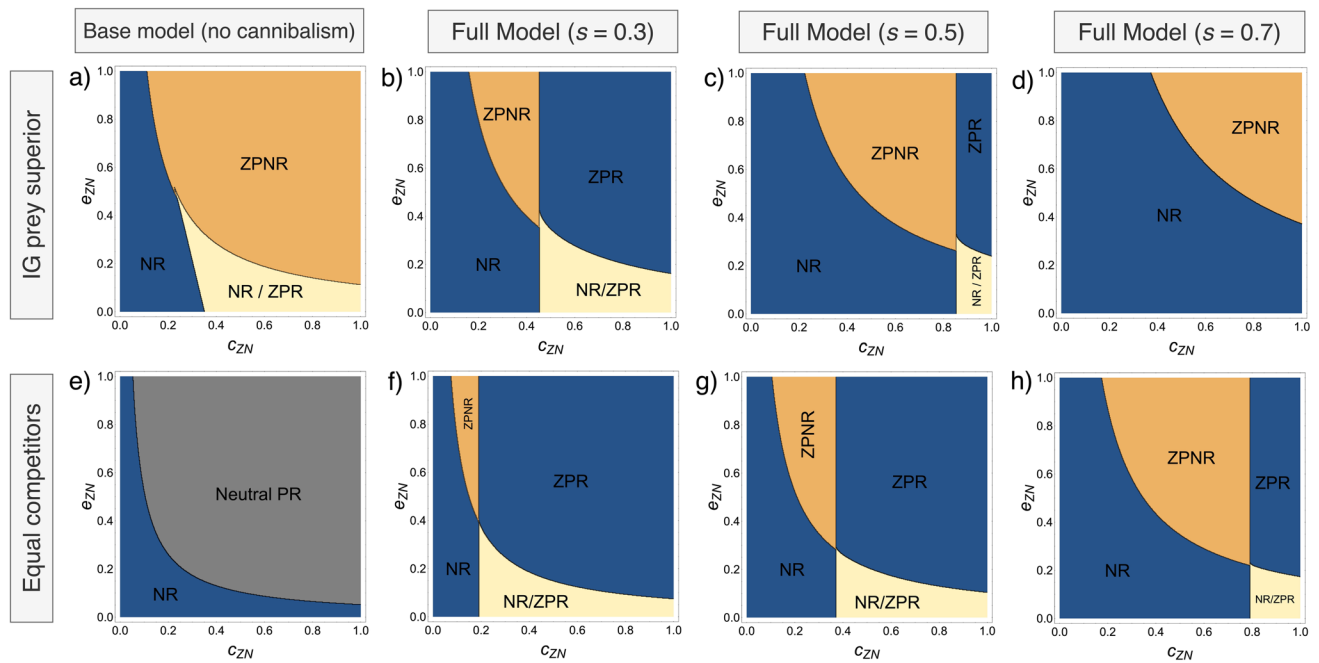 Base model (no cannibalism)
Full Model (s = 0.3)
Full Model (s = 0.5)
Full Model (s = 0.7)
IG prey superior
a)
1.0
0.8
0.6
0.4
0.2
0.0
e_ZN
ZPNR
NR
NR / ZPR
0.0 0.2 0.4 0.6 0.8 1.0
c_ZN
b)
1.0
0.8
0.6
0.4
0.2
0.0
e_ZN
ZPNR
ZPR
NR
NR/ZPR
0.0 0.2 0.4 0.6 0.8 1.0
c_ZN
c)
1.0
0.8
0.6
0.4
0.2
0.0
e_ZN
ZPNR
ZPR
NR
NR / ZPR
0.0 0.2 0.4 0.6 0.8 1.0
c_ZN
d)
1.0
0.8
0.6
0.4
0.2
0.0
e_ZN
ZPNR
NR
0.0 0.2 0.4 0.6 0.8 1.0
c_ZN
Equal competitors
e)
1.0
0.8
0.6
0.4
0.2
0.0
e_ZN
Neutral PR
NR
0.0 0.2 0.4 0.6 0.8 1.0
c_ZN
f)
1.0
0.8
0.6
0.4
0.2
0.0
e_ZN
ZPNR
ZPR
NR
NR/ZPR
0.0 0.2 0.4 0.6 0.8 1.0
c_ZN
g)
1.0
0.8
0.6
0.4
0.2
0.0
e_ZN
ZPNR
ZPR
NR
NR/ZPR
0.0 0.2 0.4 0.6 0.8 1.0
c_ZN
h)
1.0
0.8
0.6
0.4
0.2
0.0
e_ZN
ZPNR
ZPR
NR
NR/ZPR
0.0 0.2 0.4 0.6 0.8 1.0
c_ZN